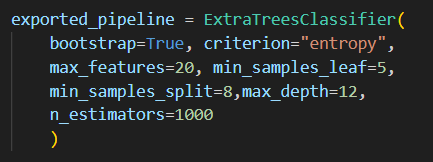 exported_pipeline = ExtraTreesClassifier(
    bootstrap=True, criterion="entropy",
    max_features=20, min_samples_leaf=5,
    min_samples_split=8,max_depth=12,
    n_estimators=1000
    )